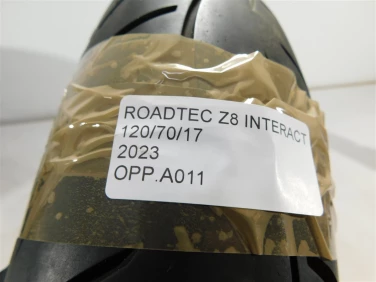 ROADTEC Z8 INTERACT
120/70/17
2023
OPP.A011